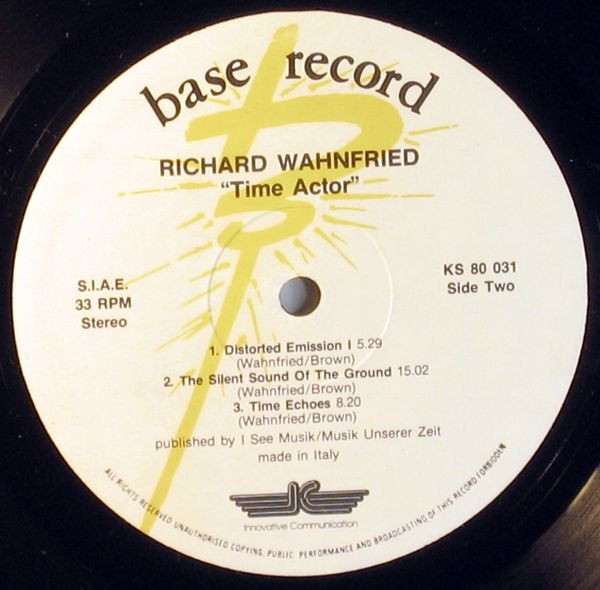 base record
RICHARD WAHNFRIED
“Time Actor”
S.I.A.E.
33 RPM
Stereo
KS 80 031
Side Two
1. Distorted Emission I 5.29
(Wahnfried/Brown)
2. The Silent Sound Of The Ground 15.02
(Wahnfried/Brown)
3. Time Echoes 8.20
(Wahnfried/Brown)
published by I See Musik/Musik Unserer Zeit
made in Italy
IC
Innovative Communication
ALL RIGHTS RESERVED UNAUTHORISED COPYING, PUBLIC PERFORMANCE AND BROADCASTING OF THIS RECORD FORBIDDEN